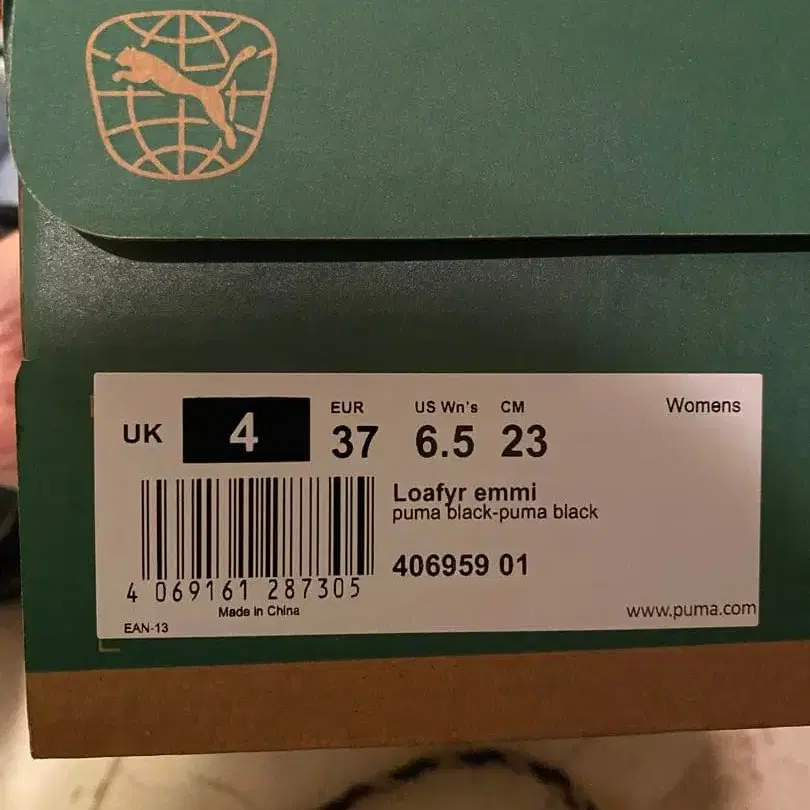 Womens
UK 4
EUR 37
US Wn's 6.5
CM 23
Loafyr emmi
puma black-puma black
406959 01
4 069161 287305
Made in China
EAN-13
www.puma.com